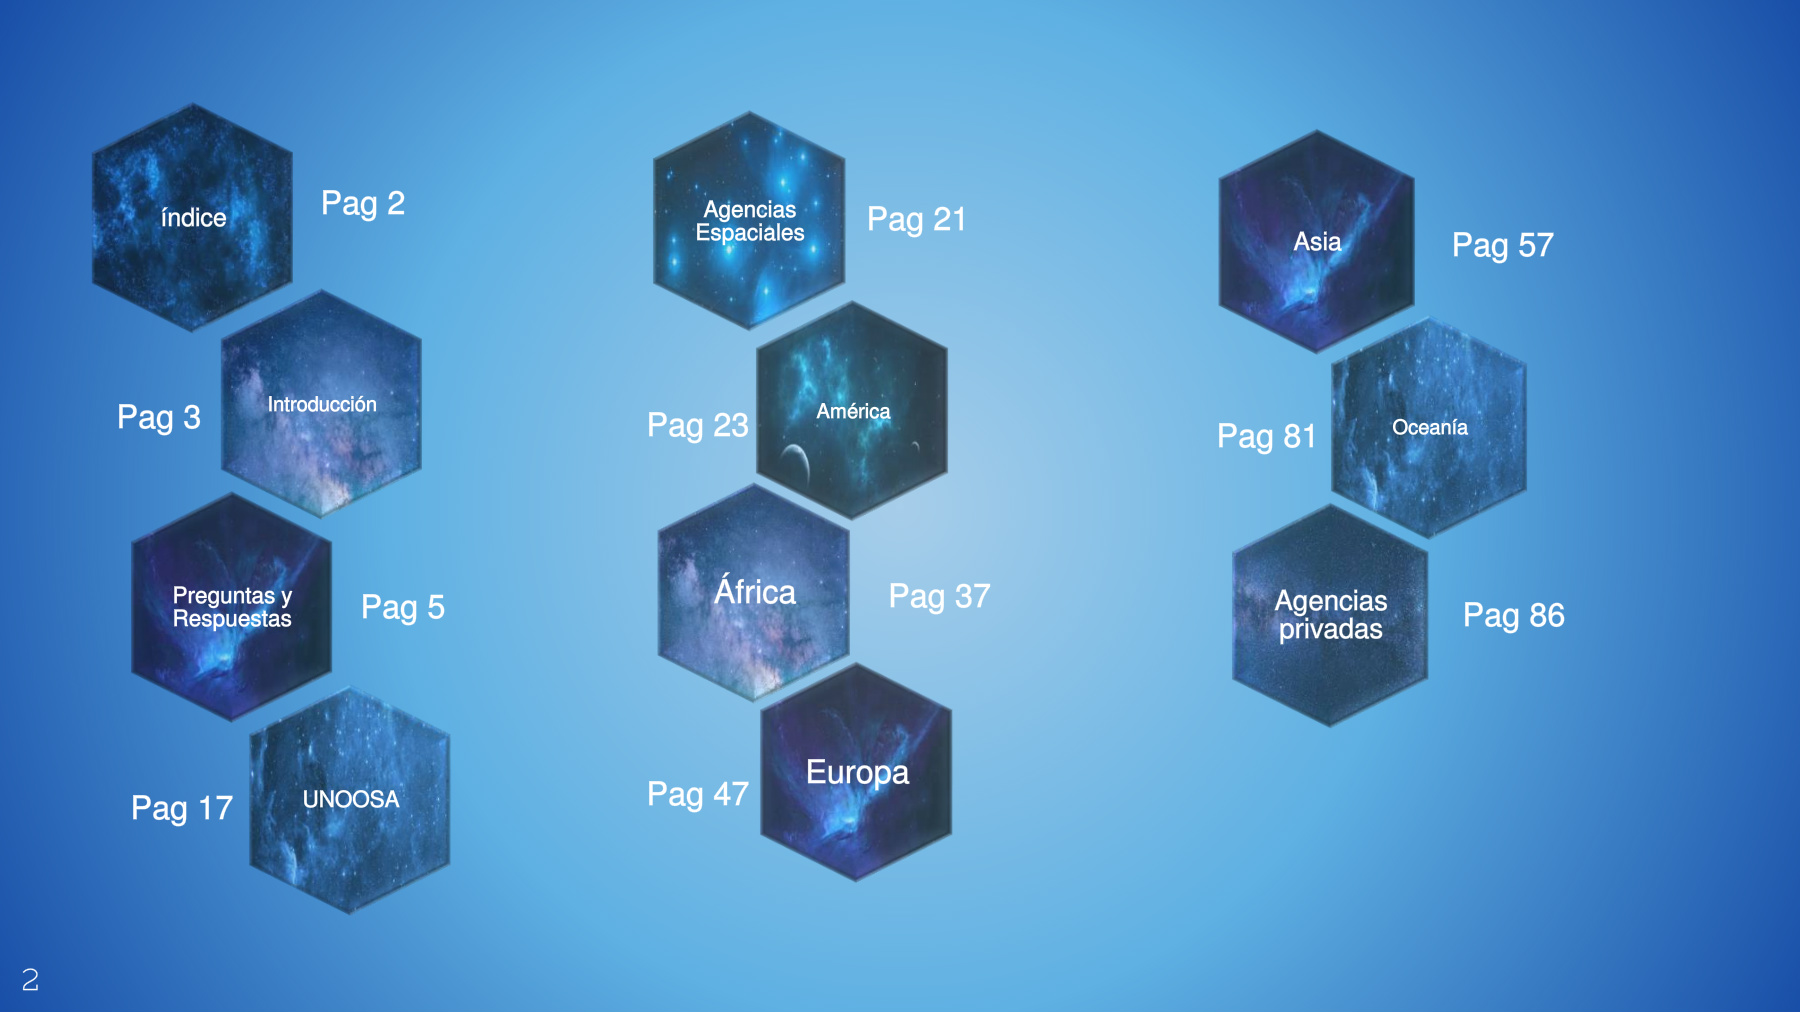 índice
Pag 2
Introducción
Pag 3
Preguntas y
Respuestas
Pag 5
UNOOSA
Pag 17
Agencias
Espaciales
Pag 21
América
Pag 23
África
Pag 37
Europa
Pag 47
Asia
Pag 57
Oceanía
Pag 81
Agencias
privadas
Pag 86
2